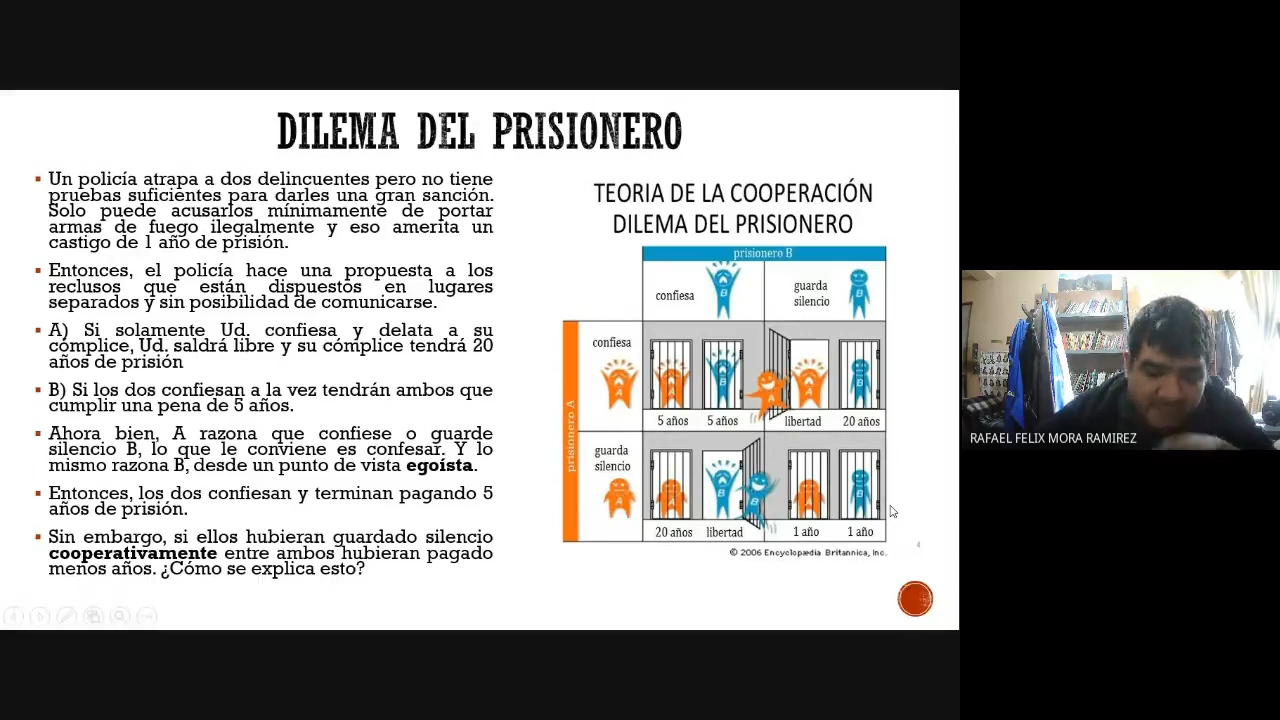 DILEMA DEL PRISIONERO
Un policía atrapa a dos delincuentes pero no tiene
pruebas suficientes para darles una gran sanción.
Solo puede acusarlos mínimamente de portar
armas de fuego ilegalmente y eso amerita un
castigo de 1 año de prisión.
Entonces, el policía hace una propuesta a los
reclusos que están dispuestos en lugares
separados y sin posibilidad de comunicarse.
A) Si solamente Ud. confiesa y delata a su
cómplice, Ud. saldrá libre y su cómplice tendrá 20
años de prisión
B) Si los dos confiesan a la vez tendrán ambos que
cumplir una pena de 5 años.
Ahora bien, A razona que confiese o guarde
silencio B, lo que le conviene es confesar. Y lo
mismo razona B, desde un punto de vista egoísta.
Entonces, los dos confiesan y terminan pagando 5
años de prisión.
Sin embargo, si ellos hubieran guardado silencio
cooperativamente entre ambos hubieran pagado
menos años. ¿Cómo se explica esto?
TEORIA DE LA COOPERACIÓN
DILEMA DEL PRISIONERO
prisionero B
confiesa
B
guarda
silencio
B
prisionero A
confiesa
A
A
B
A
A
B
5 años
5 años
libertad
20 años
guarda
silencio
A
A
B
B
A
B
20 años
libertad
1 año
1 año
© 2006 Encyclopædia Britannica, Inc.
4
RAFAEL FELIX MORA RAMIREZ